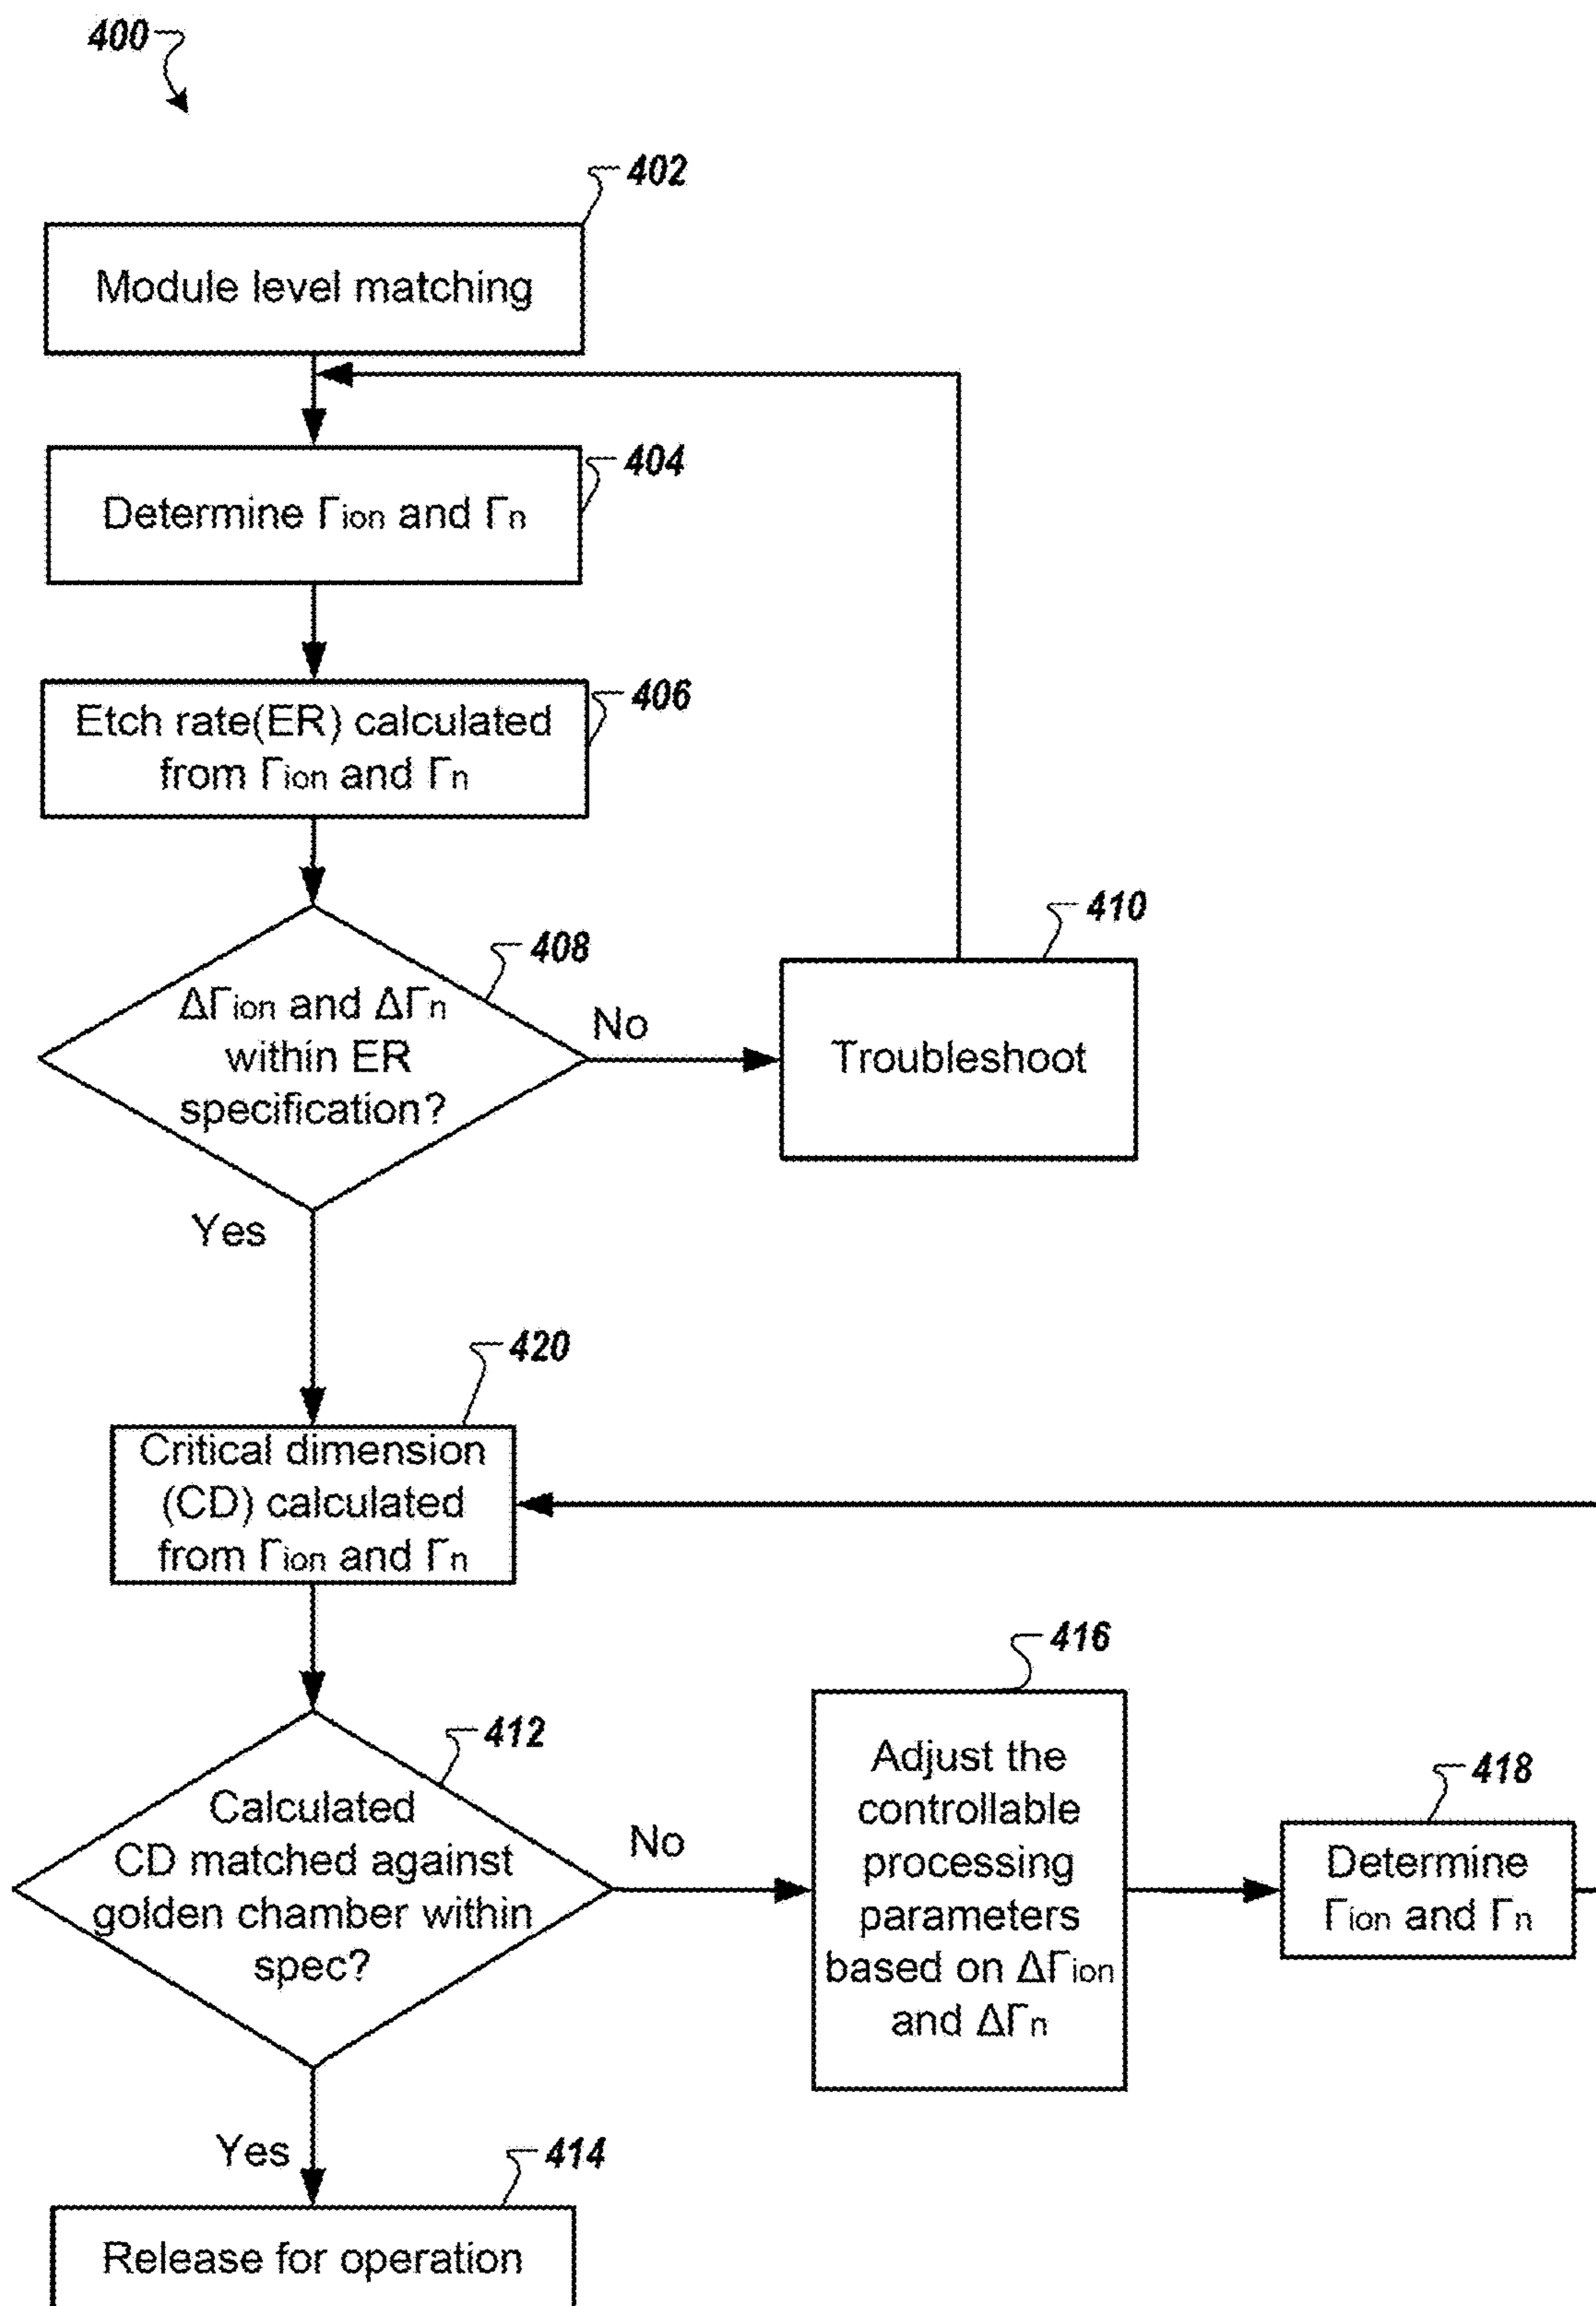 400
402
Module level matching
404
Determine Γion and Γn
406
Etch rate(ER) calculated
from Γion and Γn
408
ΔΓion and ΔΓn
within ER
specification?
No
410
Troubleshoot
Yes
420
Critical dimension
(CD) calculated
from Γion and Γn
412
Calculated
CD matched against
golden chamber within
spec?
No
416
Adjust the
controllable
processing
parameters
based on ΔΓion
and ΔΓn
418
Determine
Γion and Γn
Yes
414
Release for operation